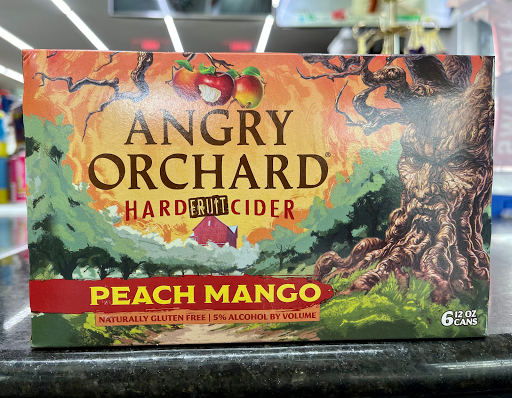 ANGRY
ORCHARD®
HARD FRUIT CIDER
PEACH MANGO
NATURALLY GLUTEN FREE | 5% ALCOHOL BY VOLUME
6 12 OZ
CANS